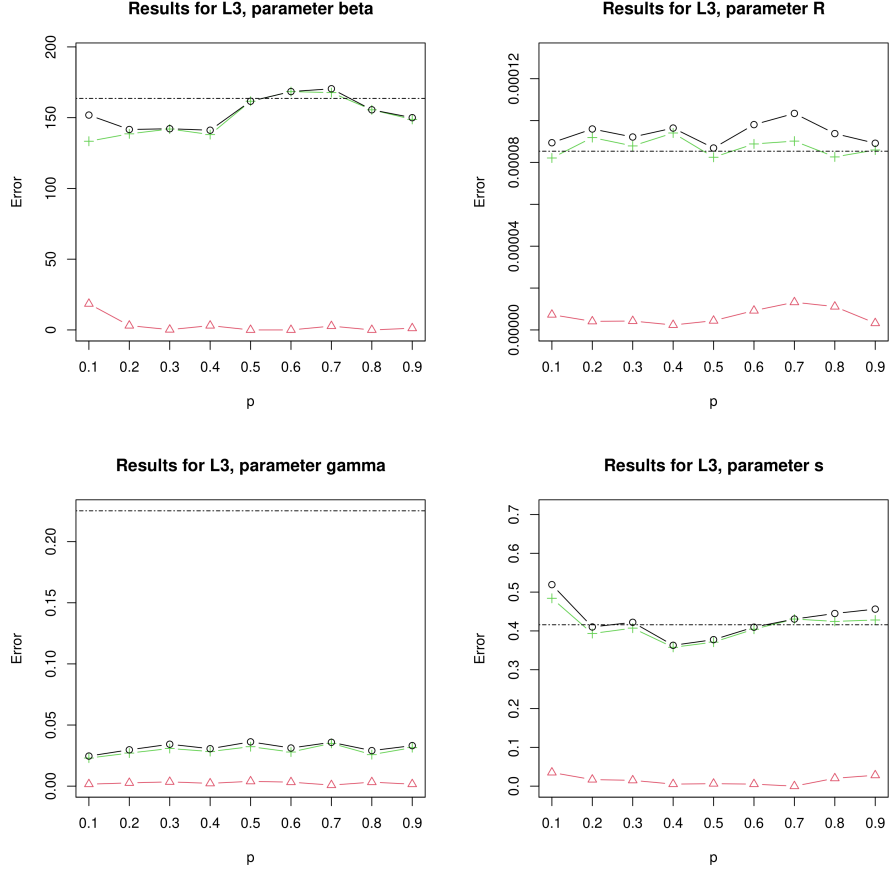 Results for L3, parameter beta
Error
200
150
100
50
0
0.1 0.2 0.3 0.4 0.5 0.6 0.7 0.8 0.9
p
Results for L3, parameter R
Error
0.00012
0.00008
0.00004
0.00000
0.1 0.2 0.3 0.4 0.5 0.6 0.7 0.8 0.9
p
Results for L3, parameter gamma
Error
0.20
0.15
0.10
0.05
0.00
0.1 0.2 0.3 0.4 0.5 0.6 0.7 0.8 0.9
p
Results for L3, parameter s
Error
0.7
0.6
0.5
0.4
0.3
0.2
0.1
0.0
0.1 0.2 0.3 0.4 0.5 0.6 0.7 0.8 0.9
p